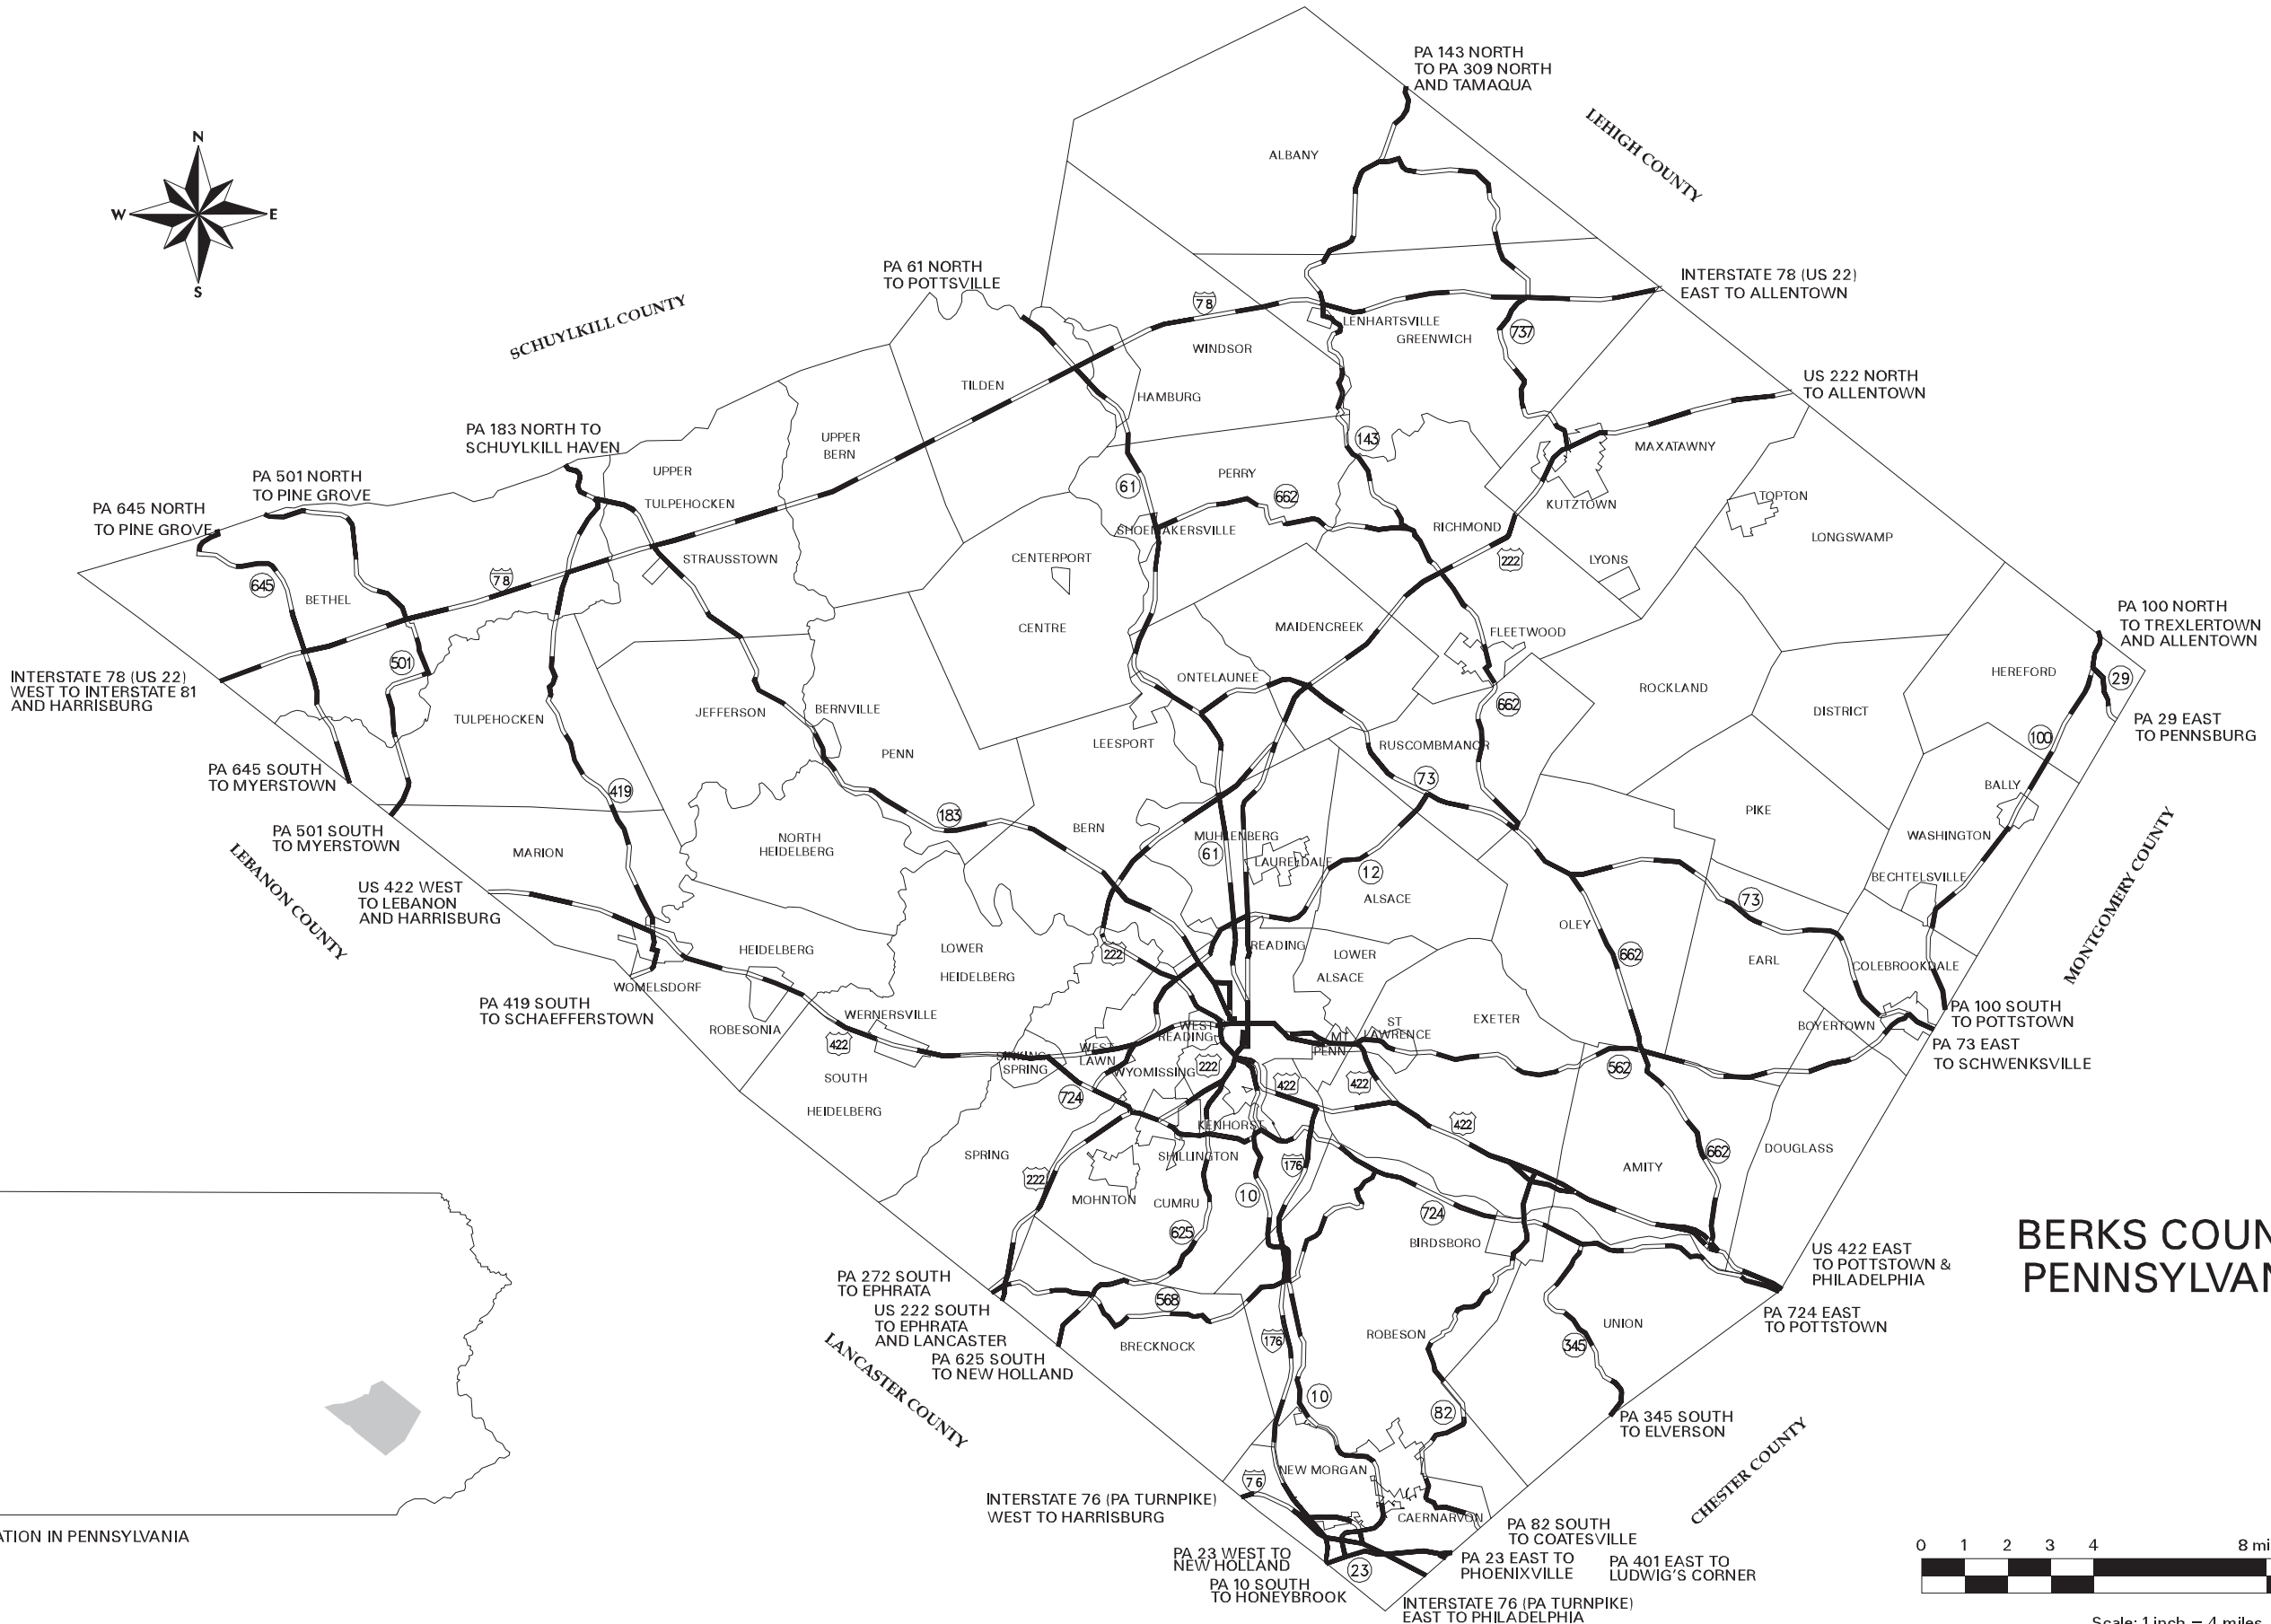 PA 143 NORTH
TO PA 309 NORTH
AND TAMAQUA
LEHIGH COUNTY
ALBANY
N
W
E
S
PA 61 NORTH
TO POTTSVILLE
INTERSTATE 78 (US 22)
EAST TO ALLENTOWN
SCHUYLKILL COUNTY
78
LENHARTSVILLE
GREENWICH
737
WINDSOR
TILDEN
HAMBURG
US 222 NORTH
TO ALLENTOWN
PA 183 NORTH TO
SCHUYLKILL HAVEN
UPPER
BERN
143
MAXATAWNY
PA 501 NORTH
TO PINE GROVE
UPPER
TULPEHOCKEN
PERRY
61
662
KUTZTOWN
TOPTON
PA 645 NORTH
TO PINE GROVE
SHOEMAKERSVILLE
RICHMOND
LONGSWAMP
STRAUSSTOWN
CENTERPORT
222
LYONS
78
645
BETHEL
CENTRE
MAIDENCREEK
FLEETWOOD
PA 100 NORTH
TO TREXLERTOWN
AND ALLENTOWN
501
INTERSTATE 78 (US 22)
WEST TO INTERSTATE 81
AND HARRISBURG
ONTELAUNEE
ROCKLAND
HEREFORD
29
TULPEHOCKEN
JEFFERSON
BERNVILLE
662
DISTRICT
PA 29 EAST
TO PENNSBURG
PENN
LEESPORT
RUSCOMBMANOR
100
PA 645 SOUTH
TO MYERSTOWN
419
73
BALLY
183
PIKE
PA 501 SOUTH
TO MYERSTOWN
NORTH
HEIDELBERG
BERN
MUHLENBERG
WASHINGTON
LEBANON COUNTY
MARION
61
LAURELDALE
12
MONTGOMERY COUNTY
US 422 WEST
TO LEBANON
AND HARRISBURG
ALSACE
BECHTELSVILLE
73
OLEY
HEIDELBERG
LOWER
HEIDELBERG
222
READING
LOWER
ALSACE
662
EARL
COLEBROOKDALE
WOMELSDORF
PA 419 SOUTH
TO SCHAEFFERSTOWN
ROBESONIA
WERNERSVILLE
WEST
READING
ST
LAWRENCE
EXETER
BOYERTOWN
PA 100 SOUTH
TO POTTSTOWN
PA 73 EAST
TO SCHWENKSVILLE
422
SINKING
SPRING
WEST
LAWN
MT
PENN
WYOMISSING
222
422
422
562
SOUTH
HEIDELBERG
724
422
KENHORST
SPRING
SHILLINGTON
176
662
DOUGLASS
AMITY
222
MOHNTON
CUMRU
10
724
625
BIRDSBORO
BERKS COUN
PENNSYLVAN
US 422 EAST
TO POTTSTOWN &
PHILADELPHIA
PA 272 SOUTH
TO EPHRATA
US 222 SOUTH
TO EPHRATA
AND LANCASTER
568
PA 724 EAST
TO POTTSTOWN
PA 625 SOUTH
TO NEW HOLLAND
BRECKNOCK
176
ROBESON
UNION
345
LANCASTER COUNTY
10
82
PA 345 SOUTH
TO ELVERSON
CHESTER COUNTY
76
NEW MORGAN
INTERSTATE 76 (PA TURNPIKE)
WEST TO HARRISBURG
CAERNARVON
PA 82 SOUTH
TO COATESVILLE
PA 23 WEST TO
NEW HOLLAND
23
PA 23 EAST TO
PHOENIXVILLE
PA 401 EAST TO
LUDWIG'S CORNER
PA 10 SOUTH
TO HONEYBROOK
INTERSTATE 76 (PA TURNPIKE)
EAST TO PHILADELPHIA
ATION IN PENNSYLVANIA
0 1 2 3 4 8 mi
Scale: 1 inch = 4 miles